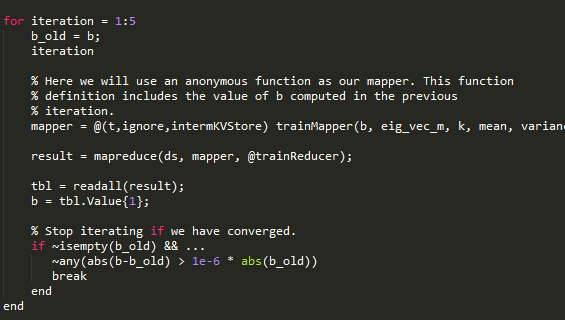 for iteration = 1:5
b_old = b;
iteration
% Here we will use an anonymous function as our mapper. This function
% definition includes the value of b computed in the previous
% iteration.
mapper = @(t,ignore,intermKVStore) trainMapper(b, eig_vec_m, k, mean, varian
result = mapreduce(ds, mapper, @trainReducer);
tbl = readall(result);
b = tbl.Value{1};
% Stop iterating if we have converged.
if ~isempty(b_old) && ...
~any(abs(b-b_old) > 1e-6 * abs(b_old))
break
end
end